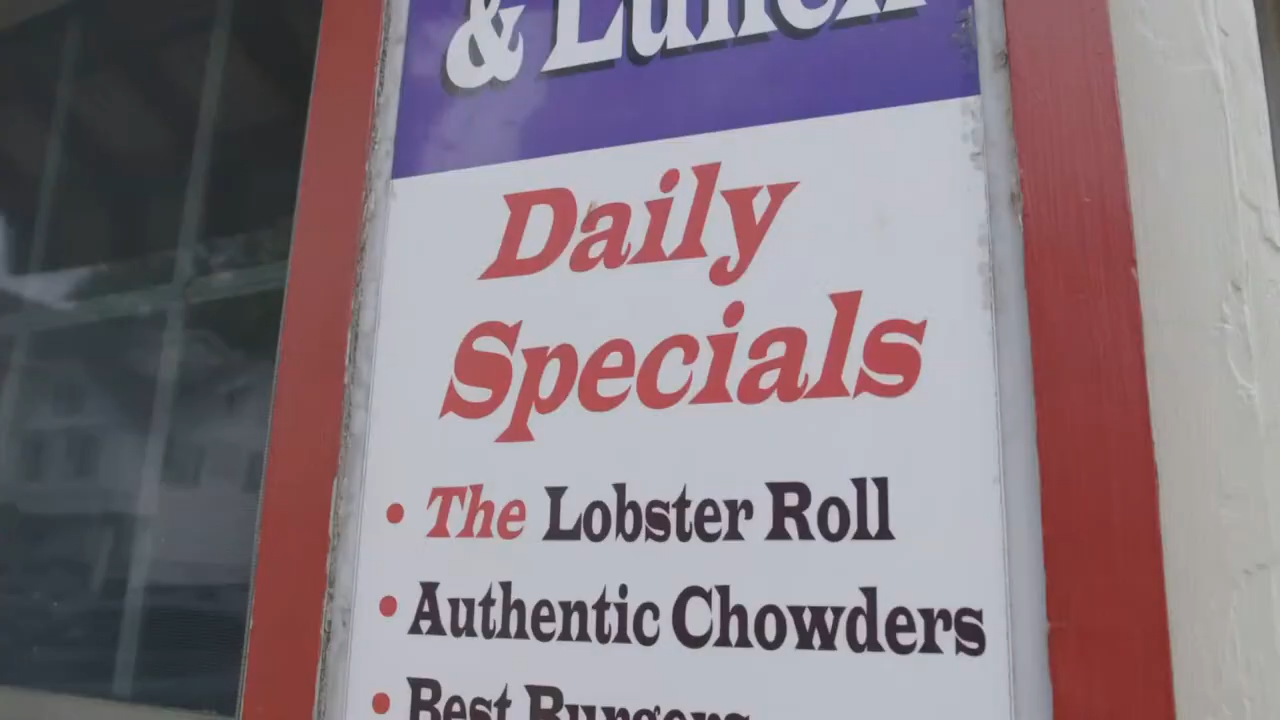 & Lunch
Daily
Specials
• The Lobster Roll
• Authentic Chowders
• Best Burgers